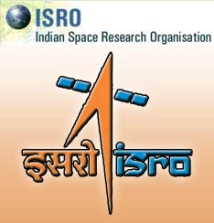 ISRO
Indian Space Research Organisation
इसरो isro